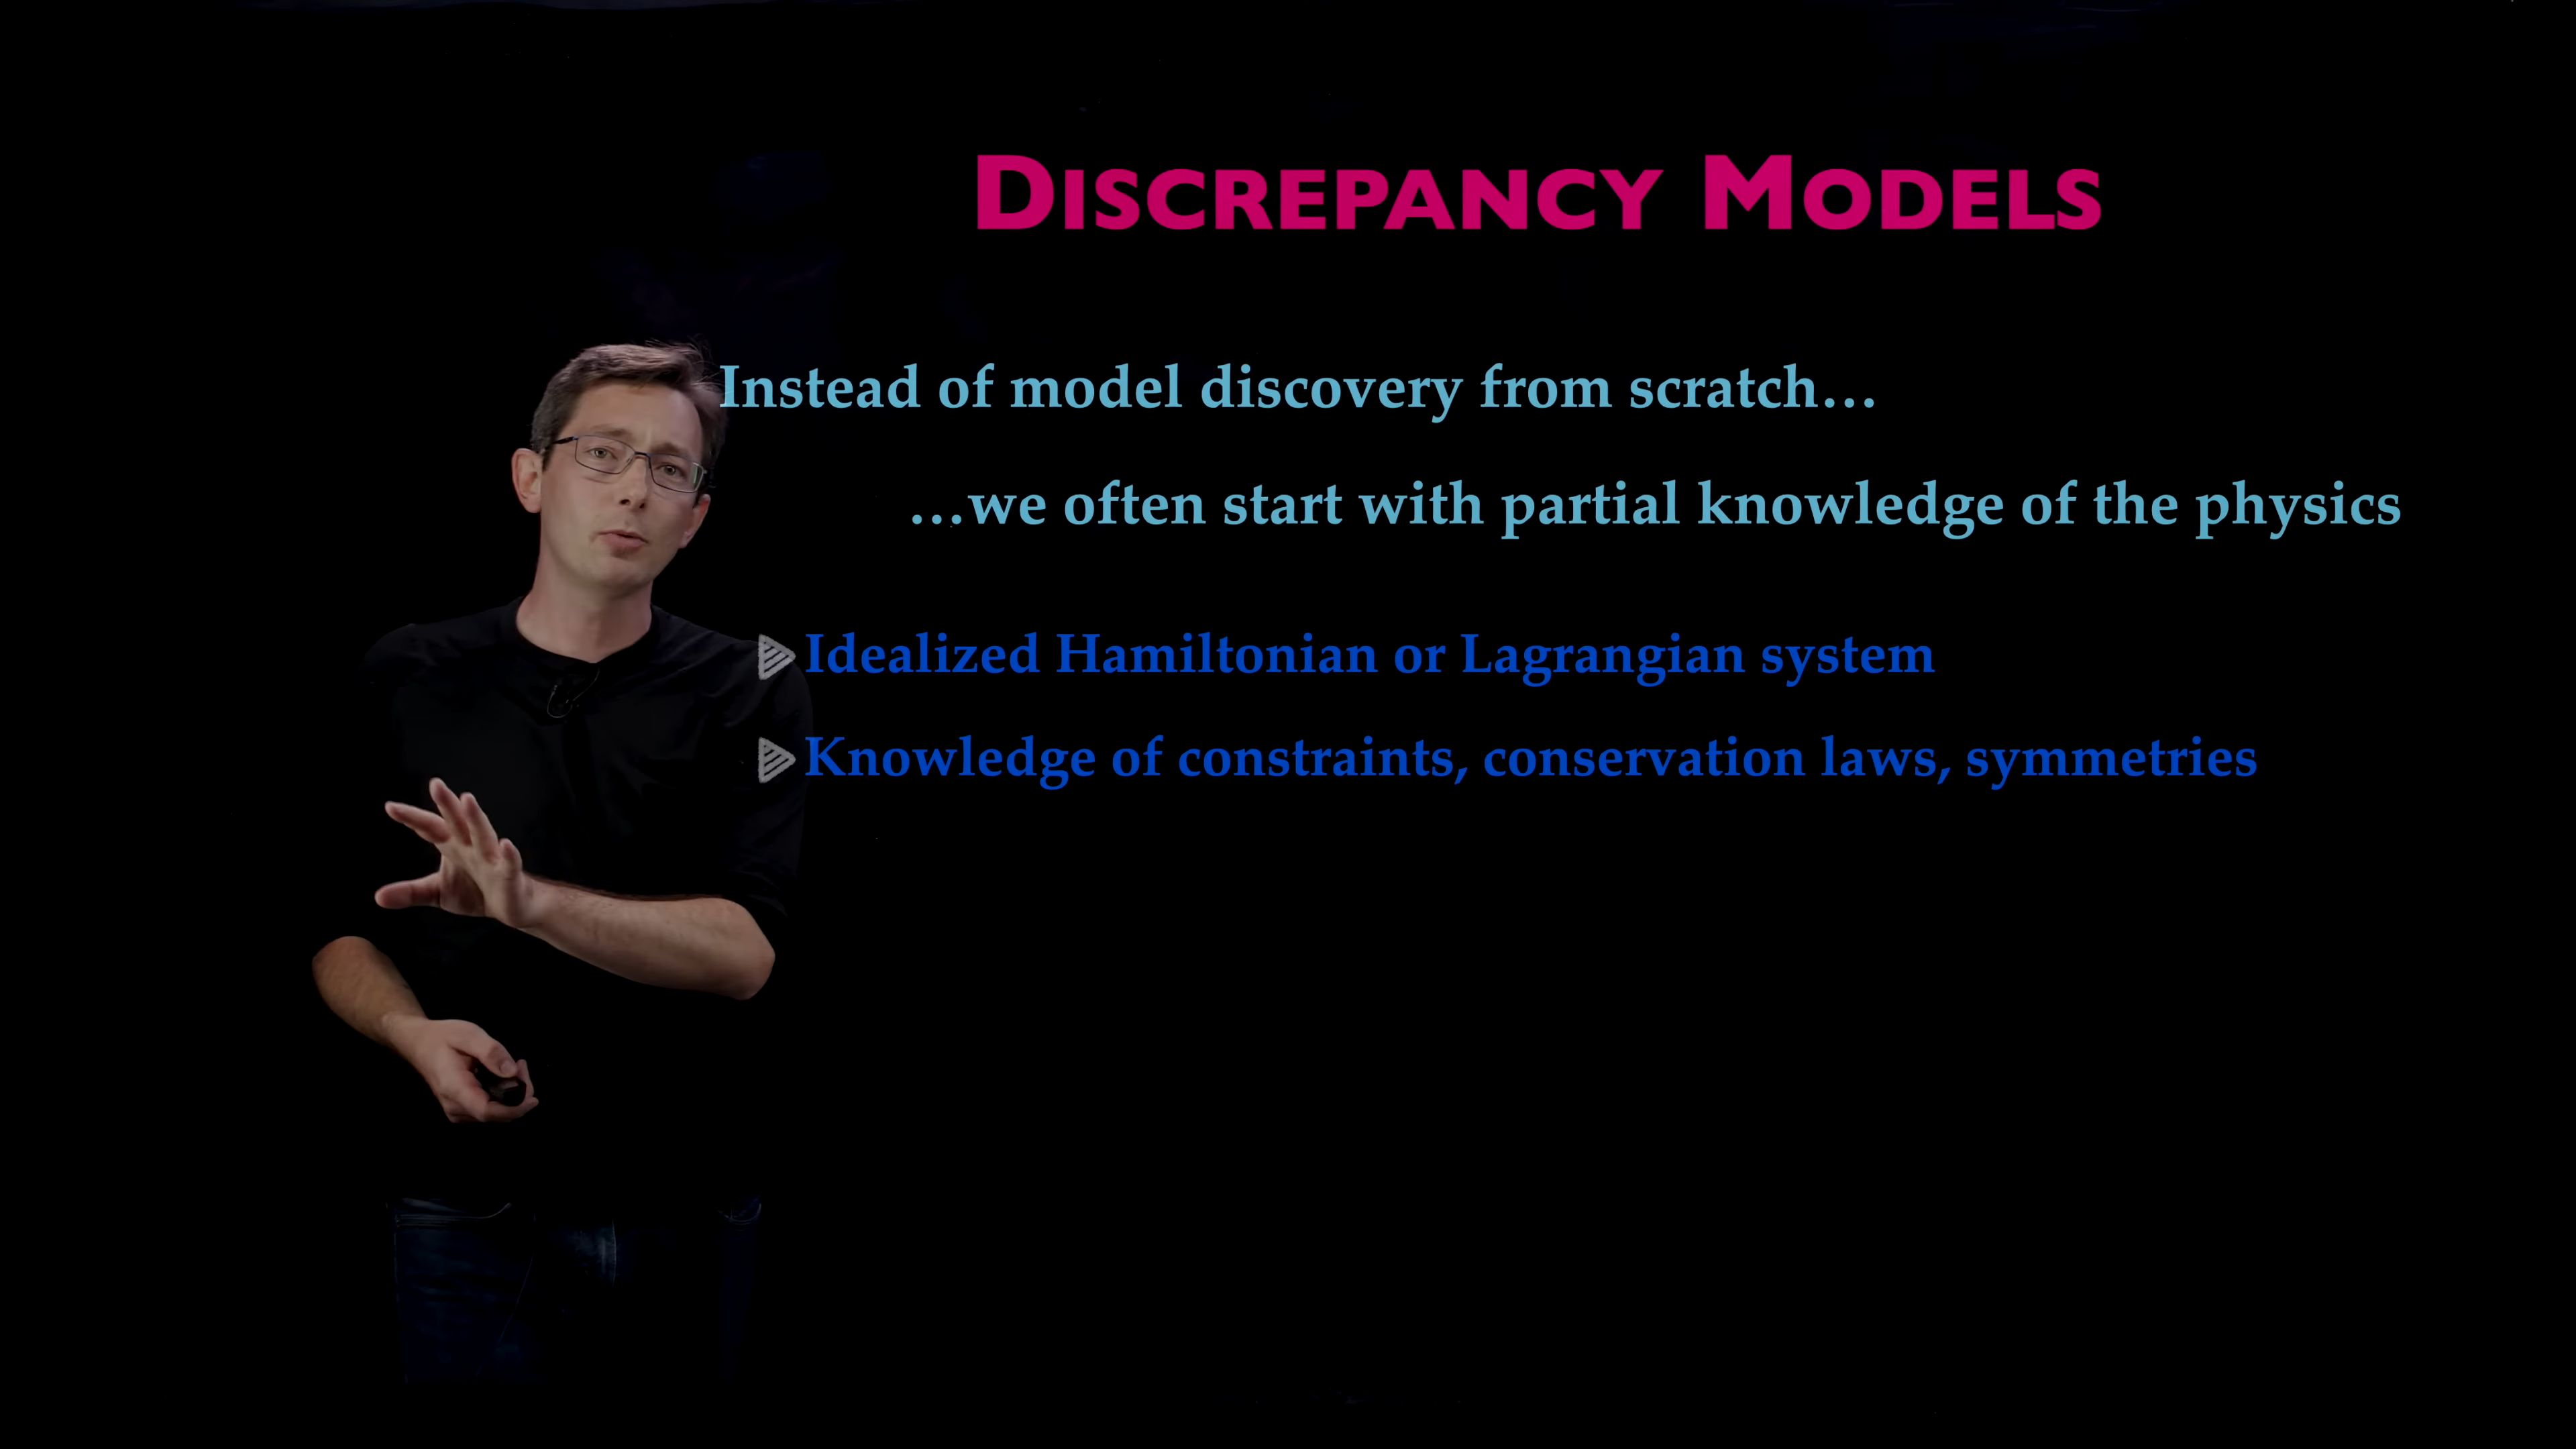 DISCREPANCY MODELS
Instead of model discovery from scratch…
…we often start with partial knowledge of the physics
Idealized Hamiltonian or Lagrangian system
Knowledge of constraints, conservation laws, symmetries